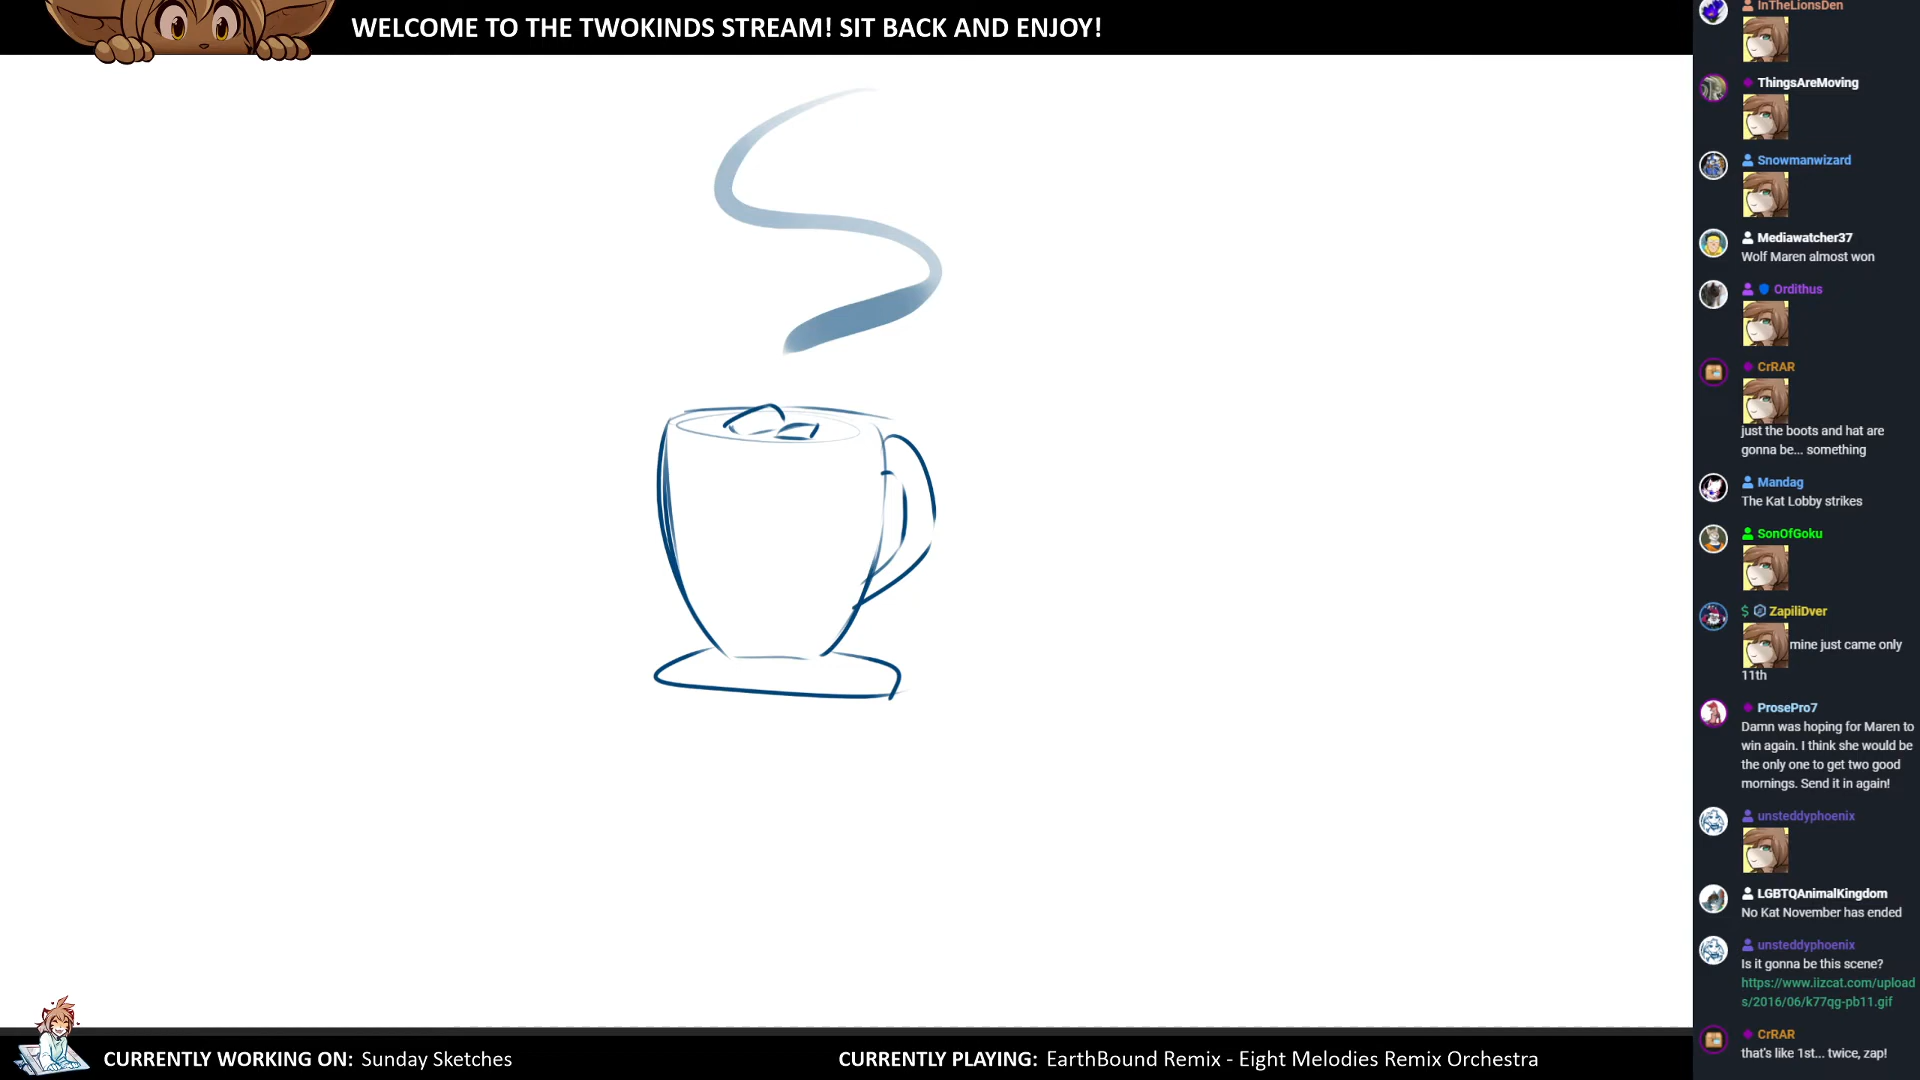 WELCOME TO THE TWOKINDS STREAM! SIT BACK AND ENJOY!
InTheLionsDen
ThingsAreMoving
Snowmanwizard
Mediawatcher37
Wolf Maren almost won
Ordithus
CrRAR
just the boots and hat are
gonna be... something
Mandag
The Kat Lobby strikes
SonOfGoku
$ ZapiliDver
mine just came only
11th
ProsePro7
Damn was hoping for Maren to
win again. I think she would be
the only one to get two good
mornings. Send it in again!
unsteddyphoenix
LGBTQAnimalKingdom
No Kat November has ended
unsteddyphoenix
Is it gonna be this scene?
https://www.iizcat.com/upload
s/2016/06/k77qg-pb11.gif
CrRAR
that's like 1st... twice, zap!
CURRENTLY WORKING ON: Sunday Sketches
CURRENTLY PLAYING: EarthBound Remix - Eight Melodies Remix Orchestra